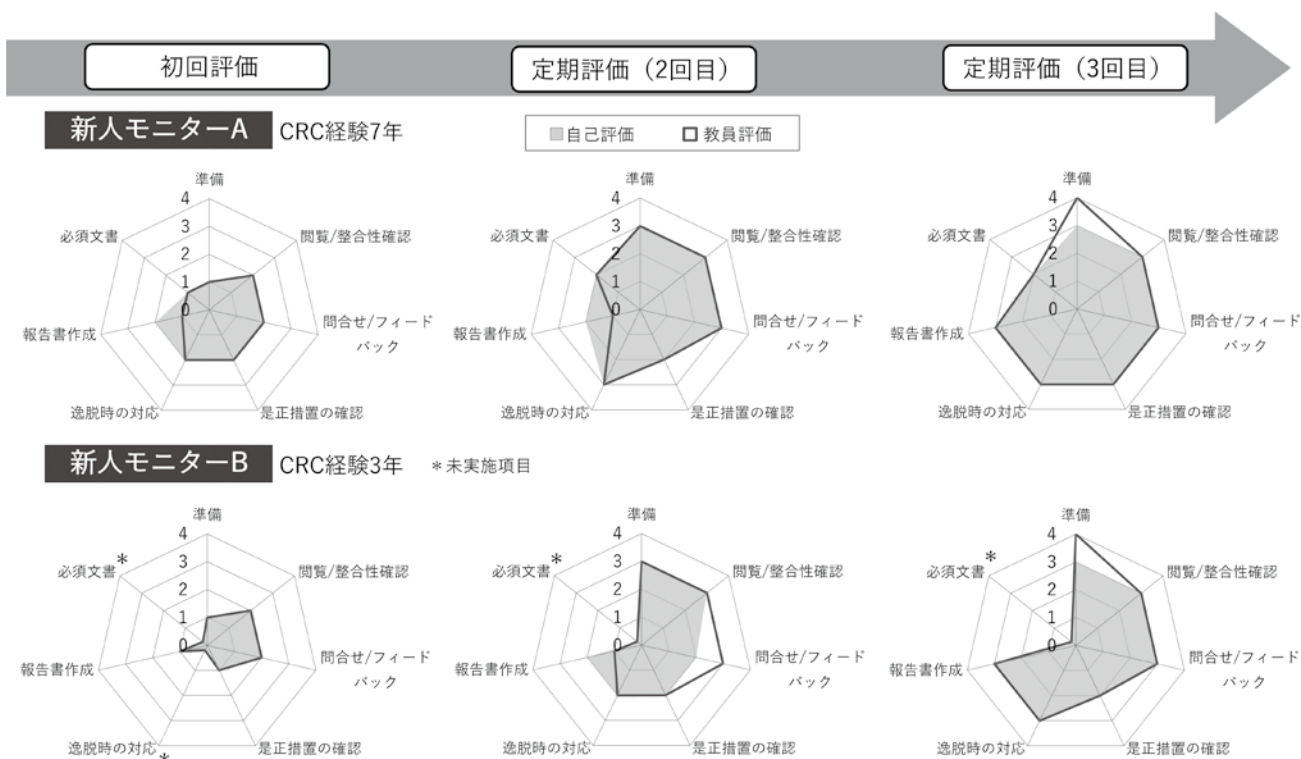 初回評価
定期評価（2回目）
定期評価（3回目）
新人モニターA CRC経験7年
自己評価 教員評価
準備
4
3
2
1
0
閲覧/整合性確認
問合せ/フィード
バック
是正措置の確認
逸脱時の対応
報告書作成
必須文書
準備
4
3
2
1
0
閲覧/整合性確認
問合せ/フィード
バック
是正措置の確認
逸脱時の対応
報告書作成
必須文書
準備
4
3
2
1
0
閲覧/整合性確認
問合せ/フィード
バック
是正措置の確認
逸脱時の対応
報告書作成
必須文書
新人モニターB CRC経験3年 *未実施項目
準備
4
3
2
1
0
閲覧/整合性確認
問合せ/フィード
バック
是正措置の確認
逸脱時の対応*
報告書作成
必須文書*
準備
4
3
2
1
0
閲覧/整合性確認
問合せ/フィード
バック
是正措置の確認
逸脱時の対応
報告書作成
必須文書*
準備
4
3
2
1
0
閲覧/整合性確認
問合せ/フィード
バック
是正措置の確認
逸脱時の対応
報告書作成
必須文書*